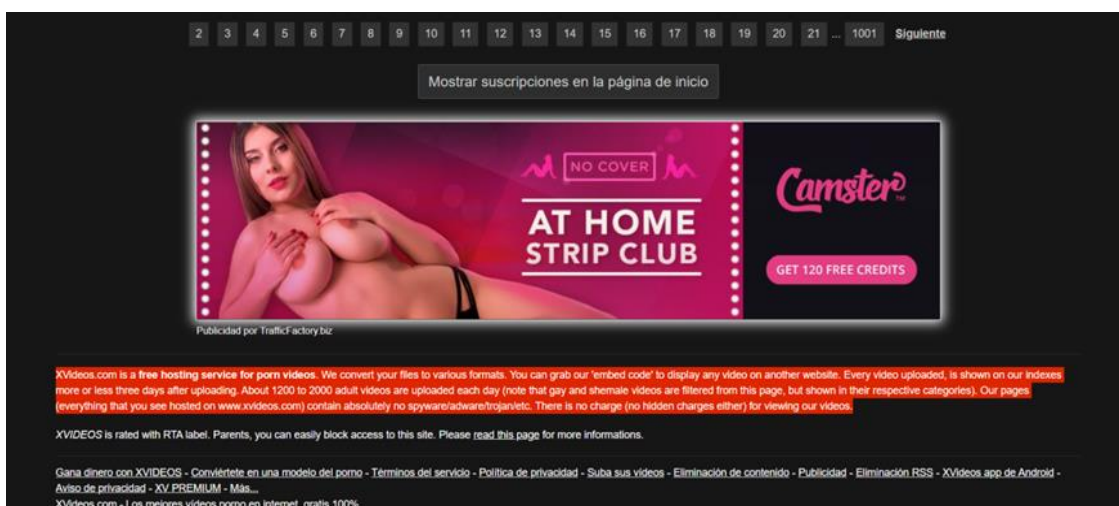 2 3 4 5 6 7 8 9 10 11 12 13 14 15 16 17 18 19 20 21 ... 1001 Siguiente
Mostrar suscripciones en la página de inicio
NO COVER
AT HOME
STRIP CLUB
Camster™
GET 120 FREE CREDITS
Publicidad por TrafficFactory.biz
XVideos.com is a free hosting service for porn videos. We convert your files to various formats. You can grab our 'embed code' to display any video on another website. Every video uploaded, is shown on our indexes
more or less three days after uploading. About 1200 to 2000 adult videos are uploaded each day (note that gay and shemale videos are filtered from this page, but shown in their respective categories). Our pages
(everything that you see hosted on www.xvideos.com) contain absolutely no spyware/adware/trojan/etc. There is no charge (no hidden charges either) for viewing our videos.
XVIDEOS is rated with RTA label. Parents, you can easily block access to this site. Please read this page for more informations.
Gana dinero con XVIDEOS - Conviértete en una modelo del porno - Términos del servicio - Política de privacidad - Suba sus vídeos - Eliminación de contenido - Publicidad - Eliminación RSS - XVideos app de Android -
Aviso de privacidad - XV PREMIUM - Más...
XVideos.com - Los mejores vídeos porno en internet, gratis 100%.